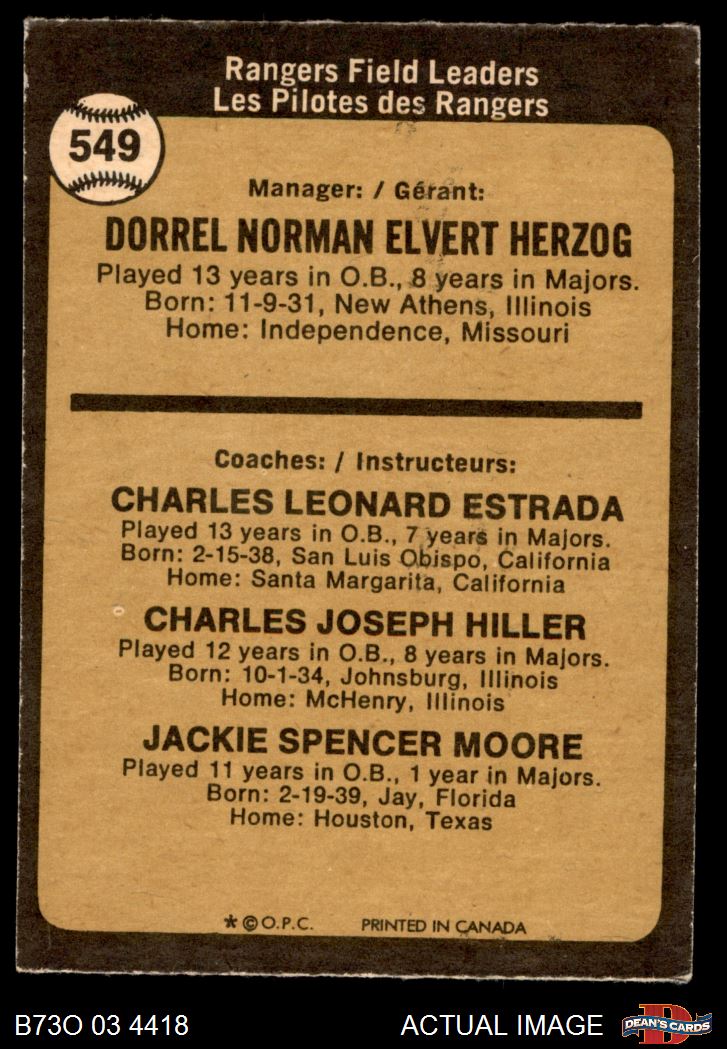 Rangers Field Leaders
Les Pilotes des Rangers
549
Manager: / Gérant:
DORREL NORMAN ELVERT HERZOG
Played 13 years in O.B., 8 years in Majors.
Born: 11-9-31, New Athens, Illinois
Home: Independence, Missouri
Coaches: / Instructeurs:
CHARLES LEONARD ESTRADA
Played 13 years in O.B., 7 years in Majors.
Born: 2-15-38, San Luis Obispo, California
Home: Santa Margarita, California
CHARLES JOSEPH HILLER
Played 12 years in O.B., 8 years in Majors.
Born: 10-1-34, Johnsburg, Illinois
Home: McHenry, Illinois
JACKIE SPENCER MOORE
Played 11 years in O.B., 1 year in Majors.
Born: 2-19-39, Jay, Florida
Home: Houston, Texas
* © O.P.C. PRINTED IN CANADA
B73O 03 4418 ACTUAL IMAGE D DEAN'S CARDS